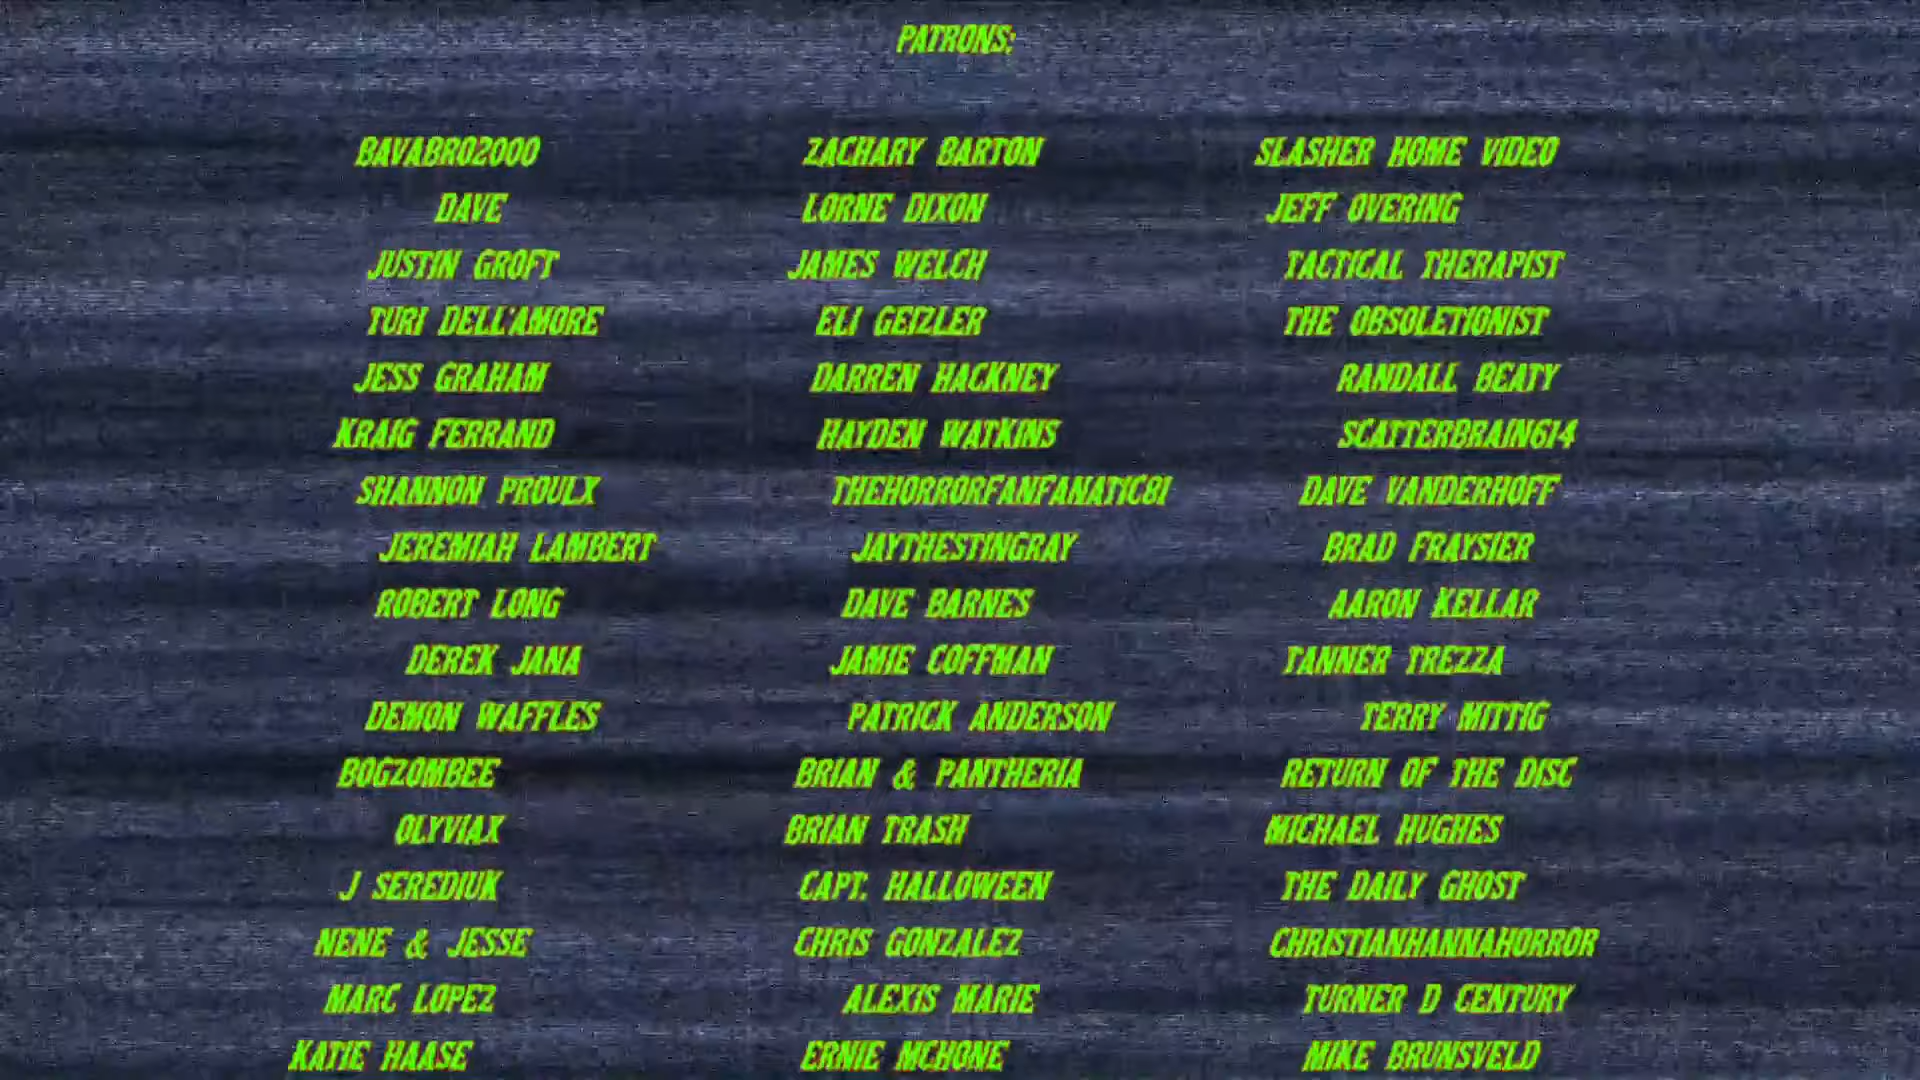 PATRONS:
BAVABRO2000 ZACHARY BARTON SLASHER HOME VIDEO
DAVE LORNE DIXON JEFF OVERING
JUSTIN GROFT JAMES WELCH TACTICAL THERAPIST
TURI DELL'AMORE ELI GEIZLER THE OBSOLETIONIST
JESS GRAHAM DARREN HACKNEY RANDALL BEATY
KRAIG FERRAND HAYDEN WATKINS SCATTERBRAIN614
SHANNON PROULX THEHORRORFANFANATIC81 DAVE VANDERHOFF
JEREMIAH LAMBERT JAYTHESTINGRAY BRAD FRAYSIER
ROBERT LONG DAVE BARNES AARON KELLAR
DEREK JANA JAMIE COFFMAN TANNER TREZZA
DEMON WAFFLES PATRICK ANDERSON TERRY MITTIG
BOGZOMBEE BRIAN & PANTHERIA RETURN OF THE DISC
OLYVIAX BRIAN TRASH MICHAEL HUGHES
J SEREDIUK CAPT. HALLOWEEN THE DAILY GHOST
NENE & JESSE CHRIS GONZALEZ CHRISTIANHANNAHORROR
MARC LOPEZ ALEXIS MARIE TURNER D CENTURY
KATIE HAASE ERNIE MCHONE MIKE BRUNSVELD